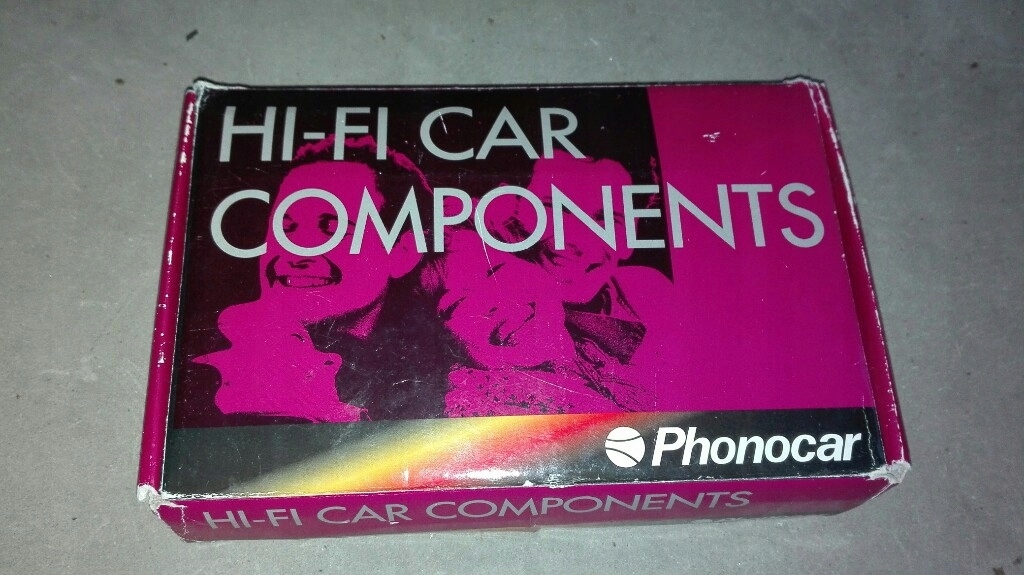 HI-FI CAR
COMPONENTS
Phonocar
HI-FI CAR COMPONENTS